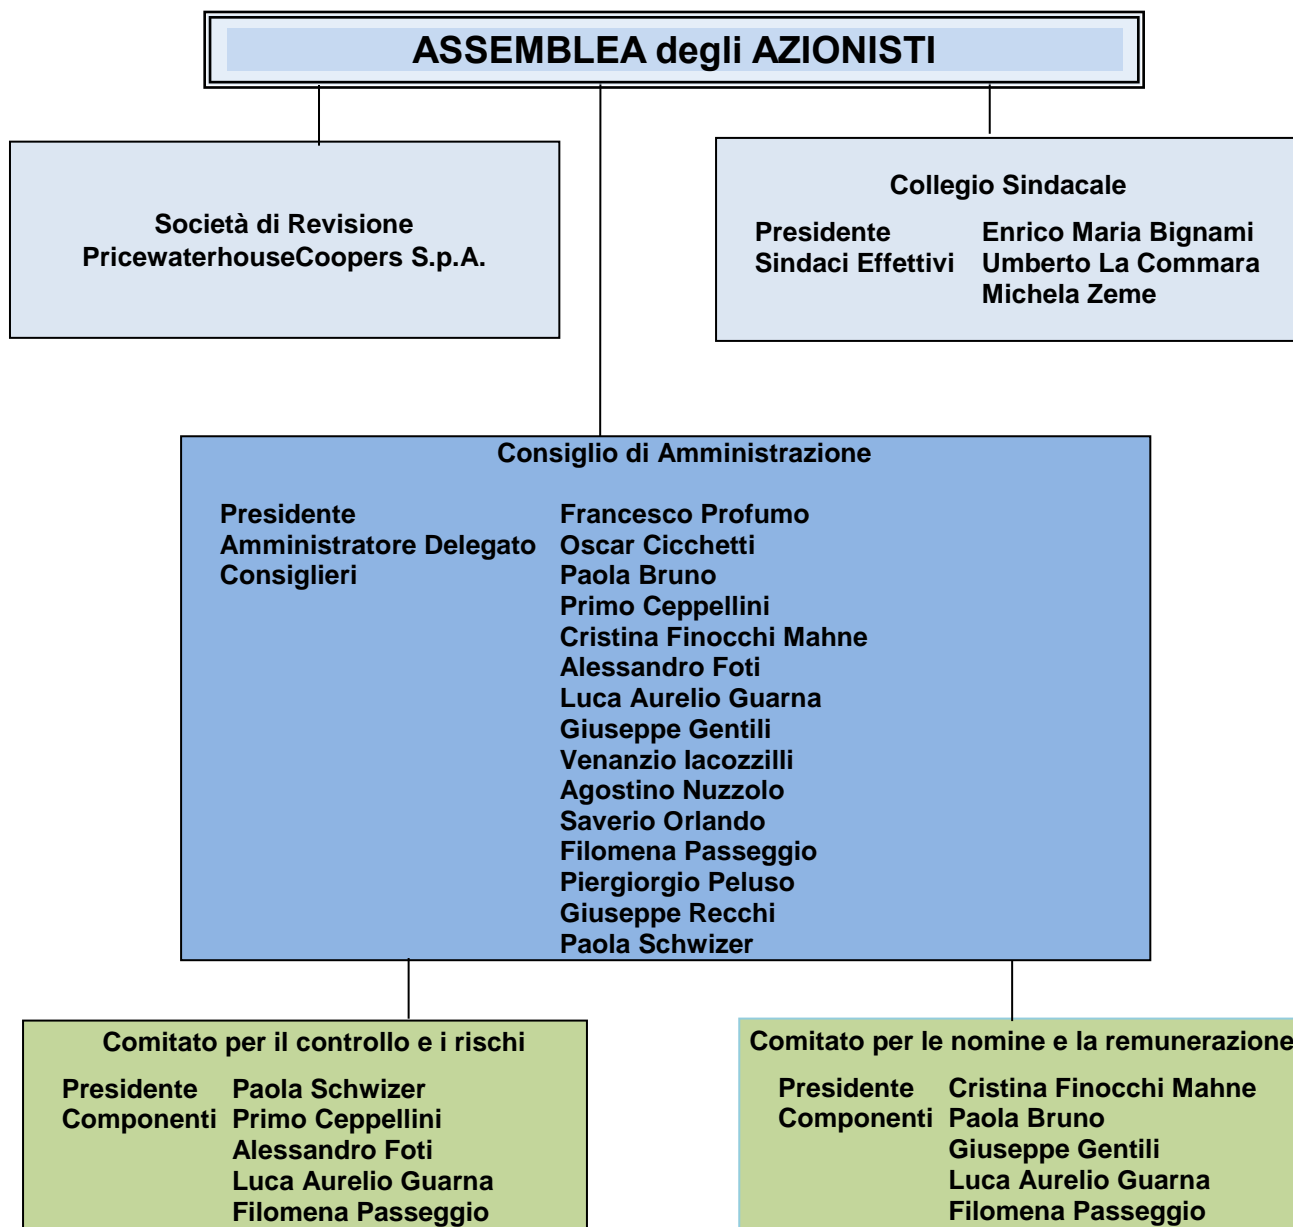 ASSEMBLEA degli AZIONISTI
Società di Revisione
PricewaterhouseCoopers S.p.A.
Collegio Sindacale
Presidente Enrico Maria Bignami
Sindaci Effettivi Umberto La Commara
Michela Zeme
Consiglio di Amministrazione
Presidente Francesco Profumo
Amministratore Delegato Oscar Cicchetti
Consiglieri Paola Bruno
Primo Ceppellini
Cristina Finocchi Mahne
Alessandro Foti
Luca Aurelio Guarna
Giuseppe Gentili
Venanzio Iacozzilli
Agostino Nuzzolo
Saverio Orlando
Filomena Passeggio
Piergiorgio Peluso
Giuseppe Recchi
Paola Schwizer
Comitato per il controllo e i rischi
Presidente Paola Schwizer
Componenti Primo Ceppellini
Alessandro Foti
Luca Aurelio Guarna
Filomena Passeggio
Comitato per le nomine e la remunerazione
Presidente Cristina Finocchi Mahne
Componenti Paola Bruno
Giuseppe Gentili
Luca Aurelio Guarna
Filomena Passeggio